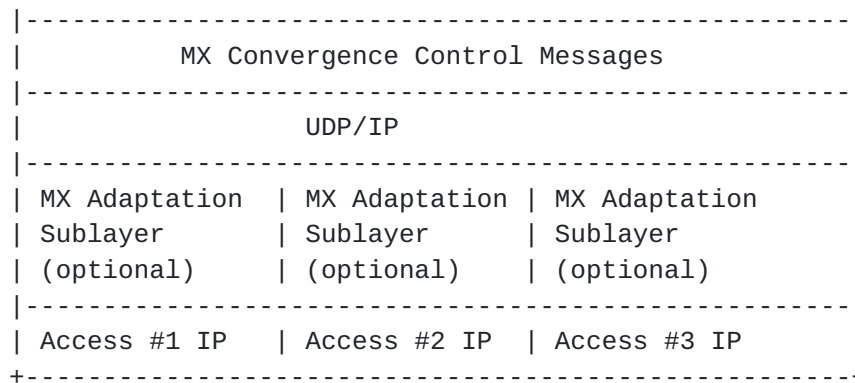 |-----------------------------------------------------
|          MX Convergence Control Messages
|-----------------------------------------------------
|                  UDP/IP
|-----------------------------------------------------
| MX Adaptation  | MX Adaptation | MX Adaptation
| Sublayer       | Sublayer      | Sublayer
| (optional)     | (optional)    | (optional)
|-----------------------------------------------------
| Access #1 IP   | Access #2 IP  | Access #3 IP
+-----------------------------------------------------